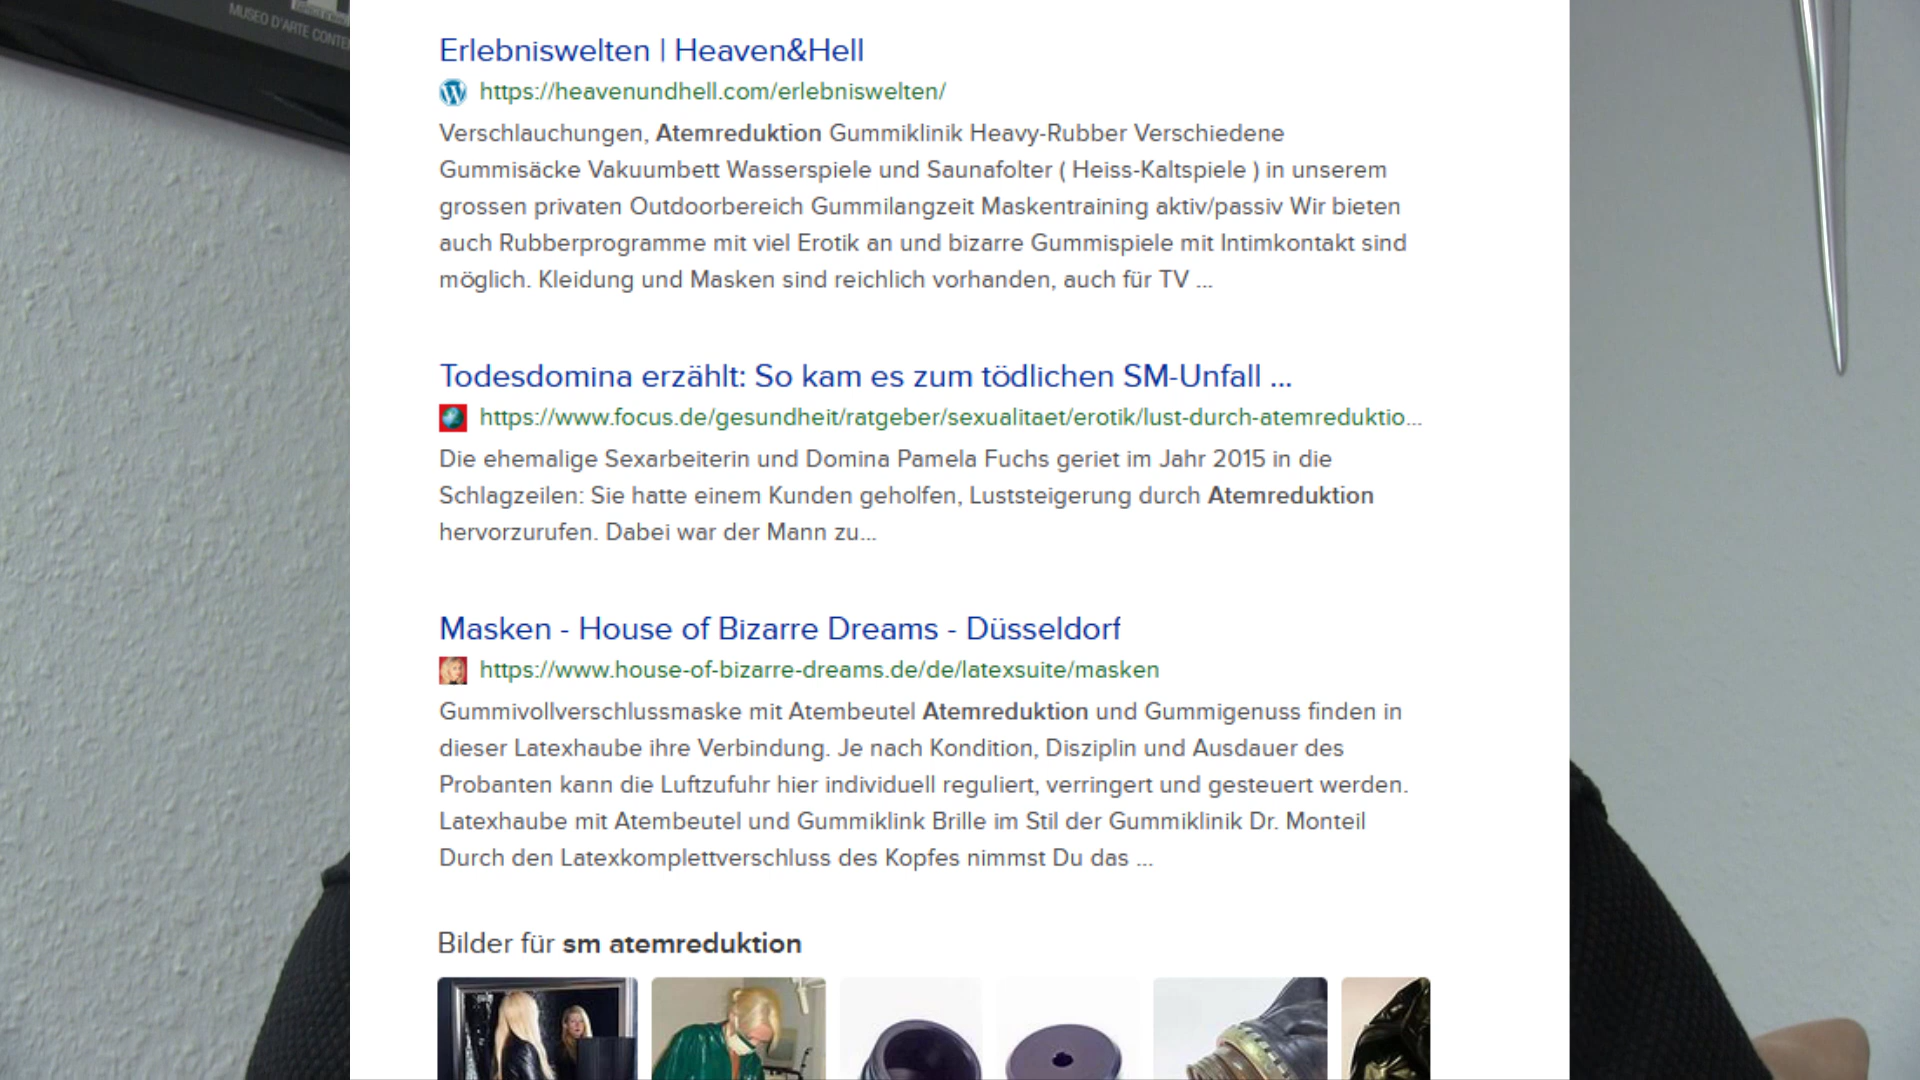 MUSEO D'ARTE CONTE
Erlebniswelten | Heaven&Hell
https://heavenundhell.com/erlebniswelten/
Verschlauchungen, Atemreduktion Gummiklinik Heavy-Rubber Verschiedene
Gummisäcke Vakuumbett Wasserspiele und Saunafolter ( Heiss-Kaltspiele ) in unserem
grossen privaten Outdoorbereich Gummilangzeit Maskentraining aktiv/passiv Wir bieten
auch Rubberprogramme mit viel Erotik an und bizarre Gummispiele mit Intimkontakt sind
möglich. Kleidung und Masken sind reichlich vorhanden, auch für TV ...
Todesdomina erzählt: So kam es zum tödlichen SM-Unfall ...
https://www.focus.de/gesundheit/ratgeber/sexualitaet/erotik/lust-durch-atemreduktio...
Die ehemalige Sexarbeiterin und Domina Pamela Fuchs geriet im Jahr 2015 in die
Schlagzeilen: Sie hatte einem Kunden geholfen, Luststeigerung durch Atemreduktion
hervorzurufen. Dabei war der Mann zu...
Masken - House of Bizarre Dreams - Düsseldorf
https://www.house-of-bizarre-dreams.de/de/latexsuite/masken
Gummivollverschlussmaske mit Atembeutel Atemreduktion und Gummigenuss finden in
dieser Latexhaube ihre Verbindung. Je nach Kondition, Disziplin und Ausdauer des
Probanten kann die Luftzufuhr hier individuell reguliert, verringert und gesteuert werden.
Latexhaube mit Atembeutel und Gummiklink Brille im Stil der Gummiklinik Dr. Monteil
Durch den Latexkomplettverschluss des Kopfes nimmst Du das ...
Bilder für sm atemreduktion